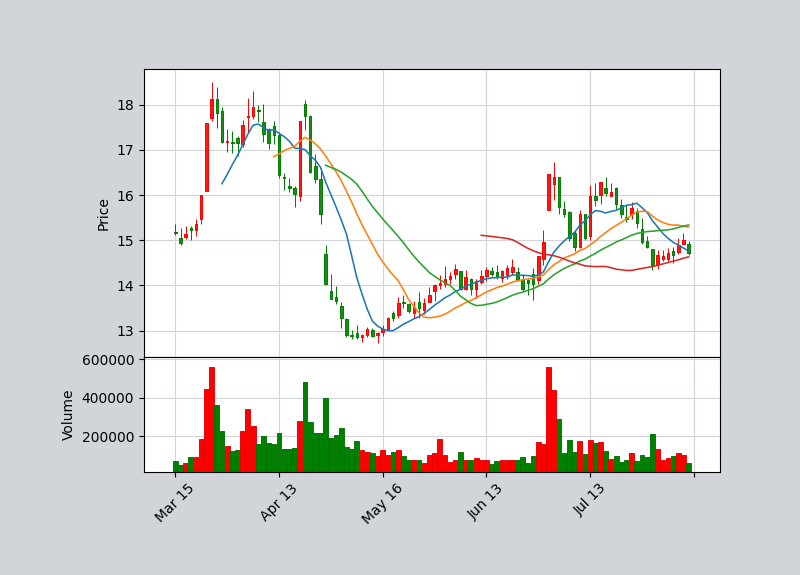 Price
18
17
16
15
14
13
Volume
600000
400000
200000
Mar 15
Apr 13
May 16
Jun 13
Jul 13